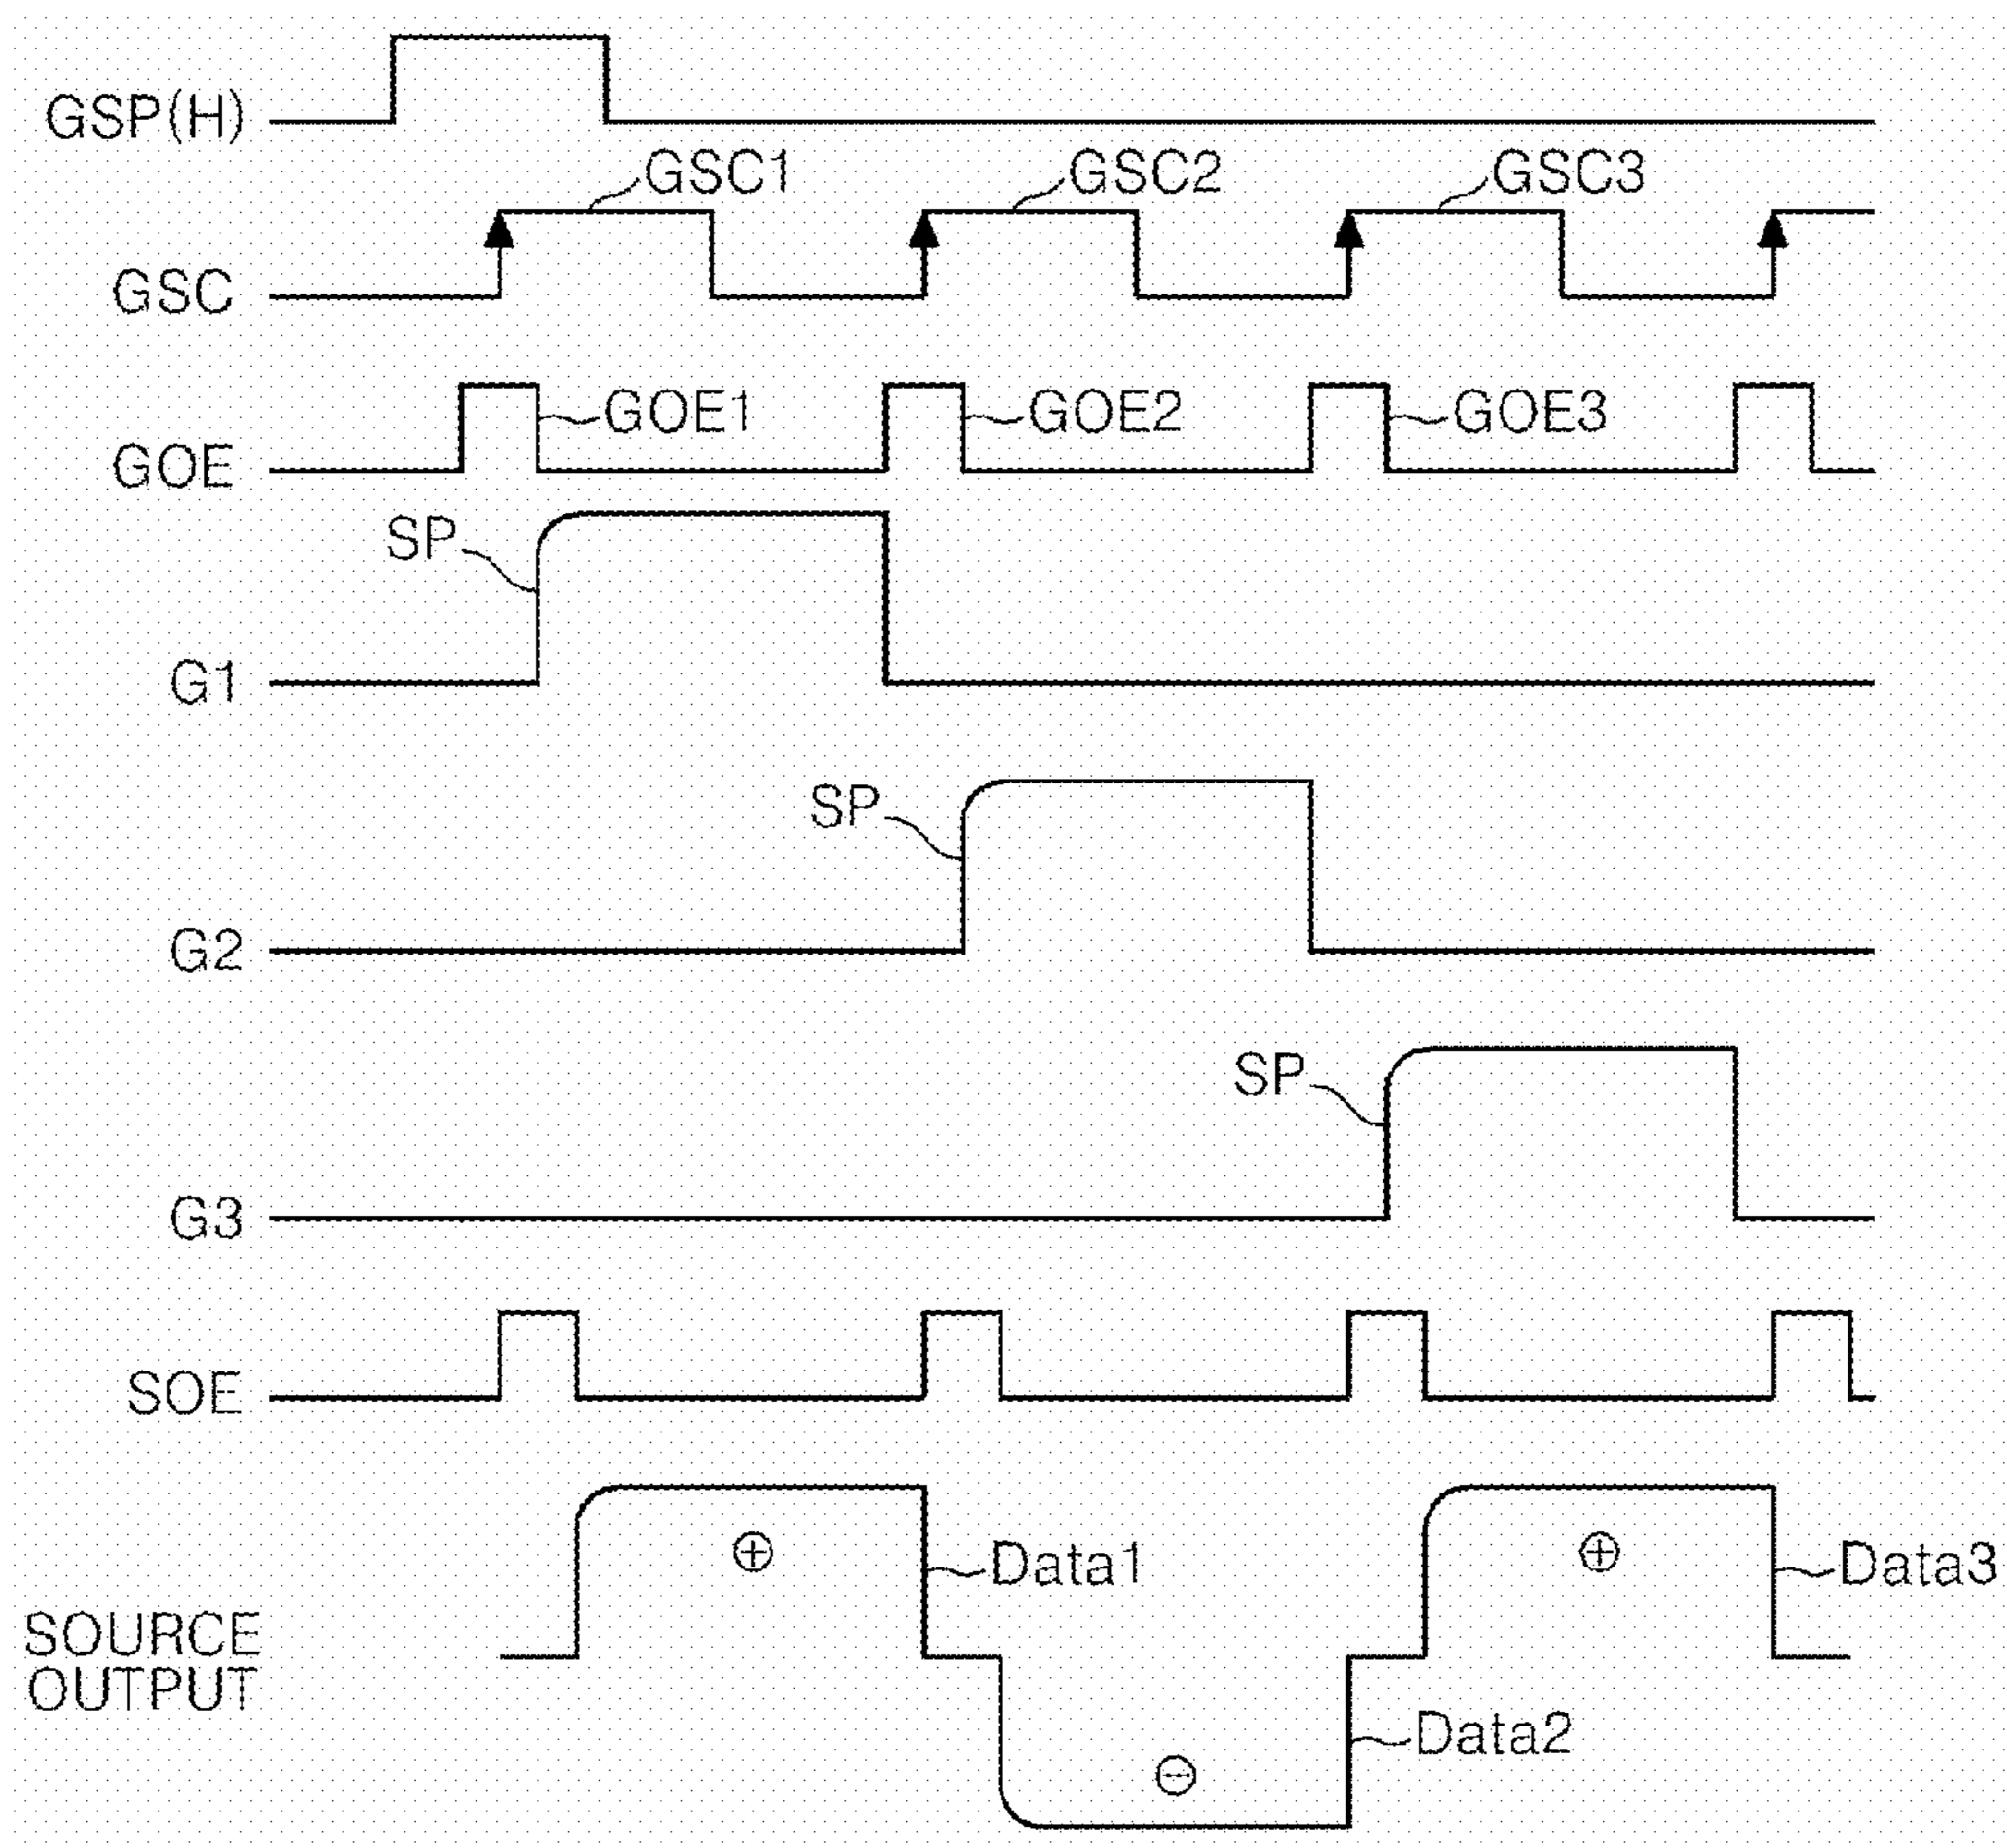 GSP(H)
GSC1
GSC2
GSC3
GSC
GOE1
GOE2
GOE3
GOE
SP
G1
SP
G2
SP
G3
SOE
⊕
Data1
⊕
Data3
SOURCE
OUTPUT
Data2
⊖